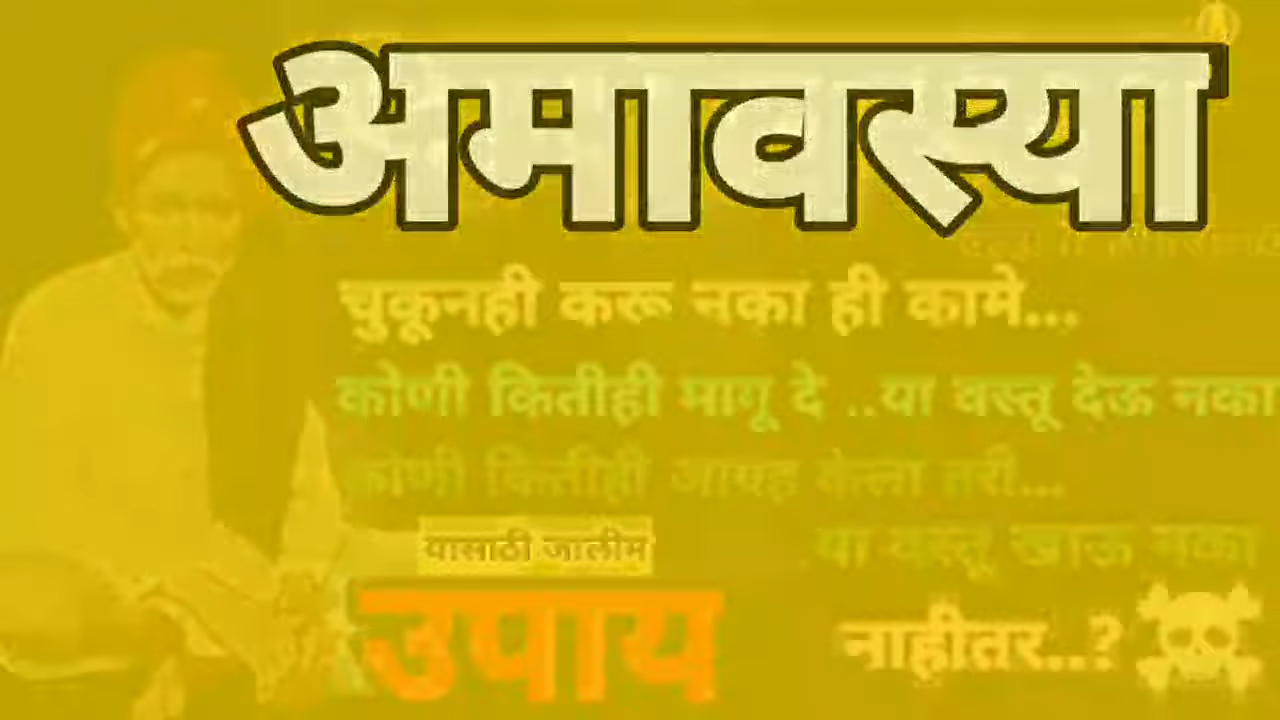 अमावस्या
चुकूनही करू नका ही कामे...
कोणी कितीही मागू दे ..या वस्तू देऊ नका
कोणी कितीही आग्रह केला तरी...
या वस्तू खाऊ नका
यासाठी जालीम
उपाय
नाहीतर..?